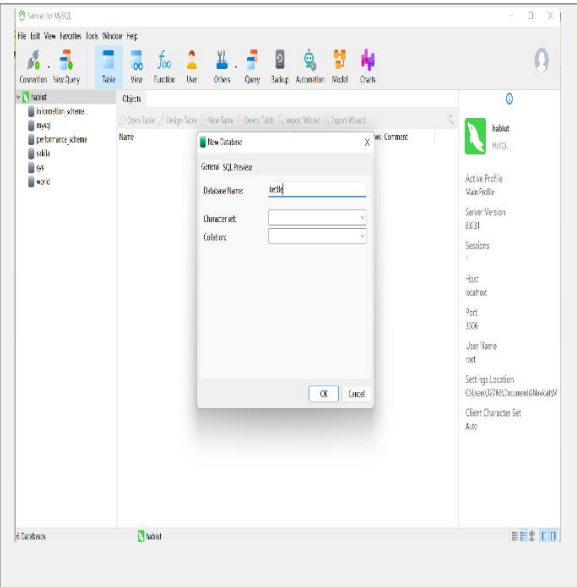 Navicat for MySQL
File Edit View Favorites Tools Window Help
Connection New Query Table View Function User Others Query Backup Automation Model Charts
habiut
information_schema
mysql
performance_schema
sakila
sys
world
Objects
Open Table Design Table New Table Delete Table Import Wizard Export Wizard
Name
ws Comment
New Database
General SQL Preview
Database Name: kettle
Character set:
Collation:
OK Cancel
habiut
MySQL
Active Profile
Main Profile
Server Version
8.0.31
Sessions
1
Host
localhost
Port
3306
User Name
root
Settings Location
Client Character Set
Auto
6 Databases
habiut